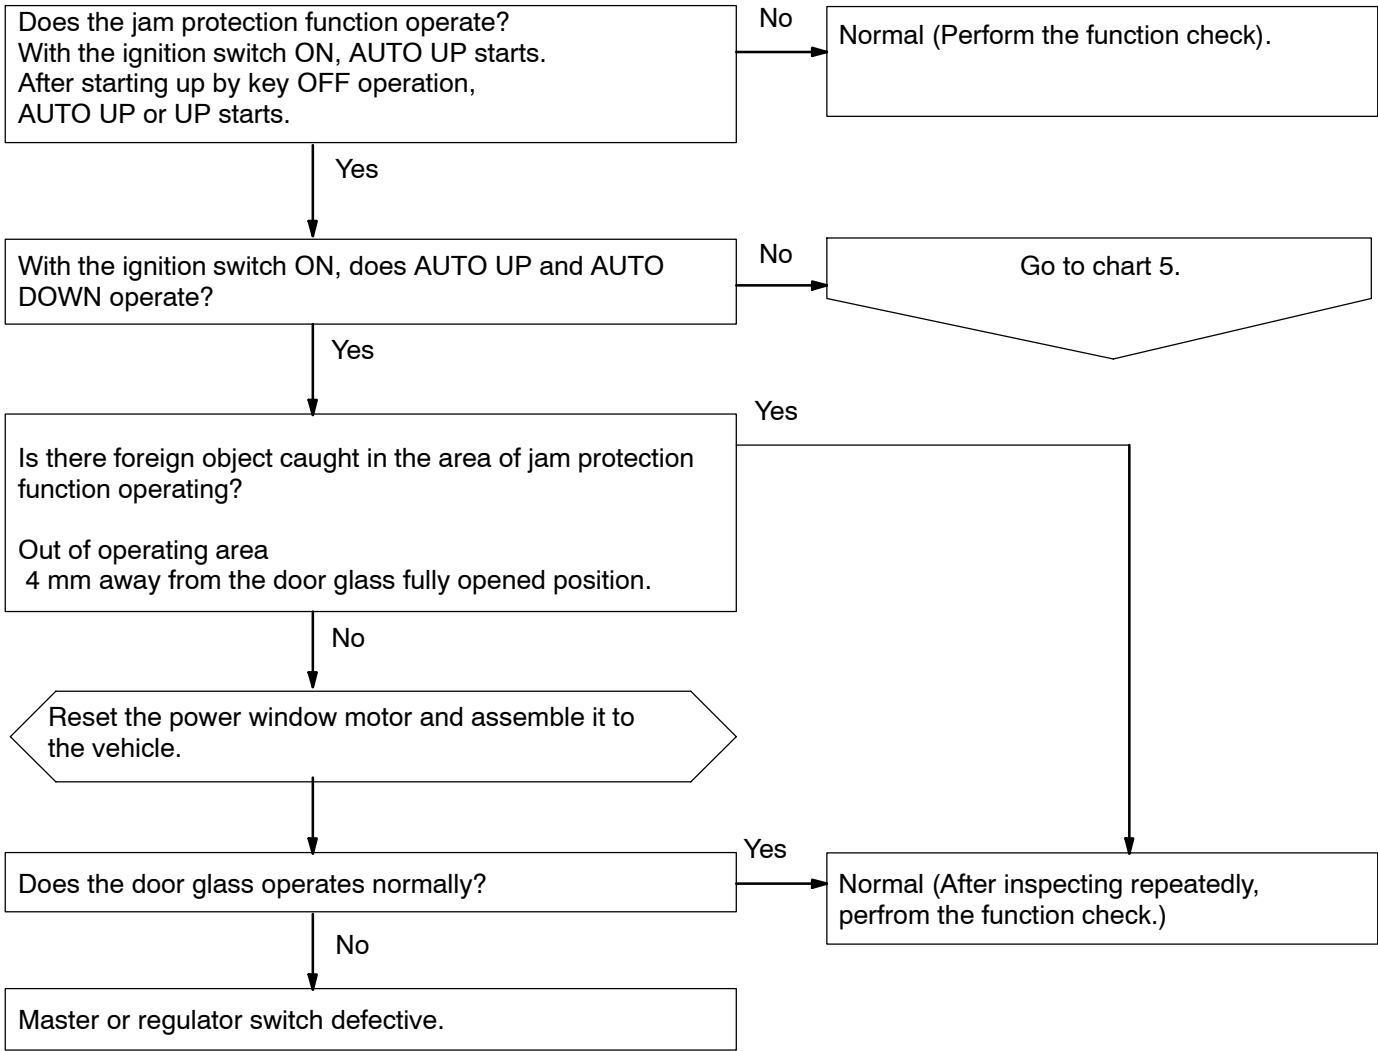 Does the jam protection function operate?
With the ignition switch ON, AUTO UP starts.
After starting up by key OFF operation,
AUTO UP or UP starts.
No
Normal (Perform the function check).
Yes
With the ignition switch ON, does AUTO UP and AUTO
DOWN operate?
No
Go to chart 5.
Yes
Is there foreign object caught in the area of jam protection
function operating?
Out of operating area
4 mm away from the door glass fully opened position.
Yes
No
Reset the power window motor and assemble it to
the vehicle.
Does the door glass operates normally?
Yes
Normal (After inspecting repeatedly,
perfrom the function check.)
No
Master or regulator switch defective.